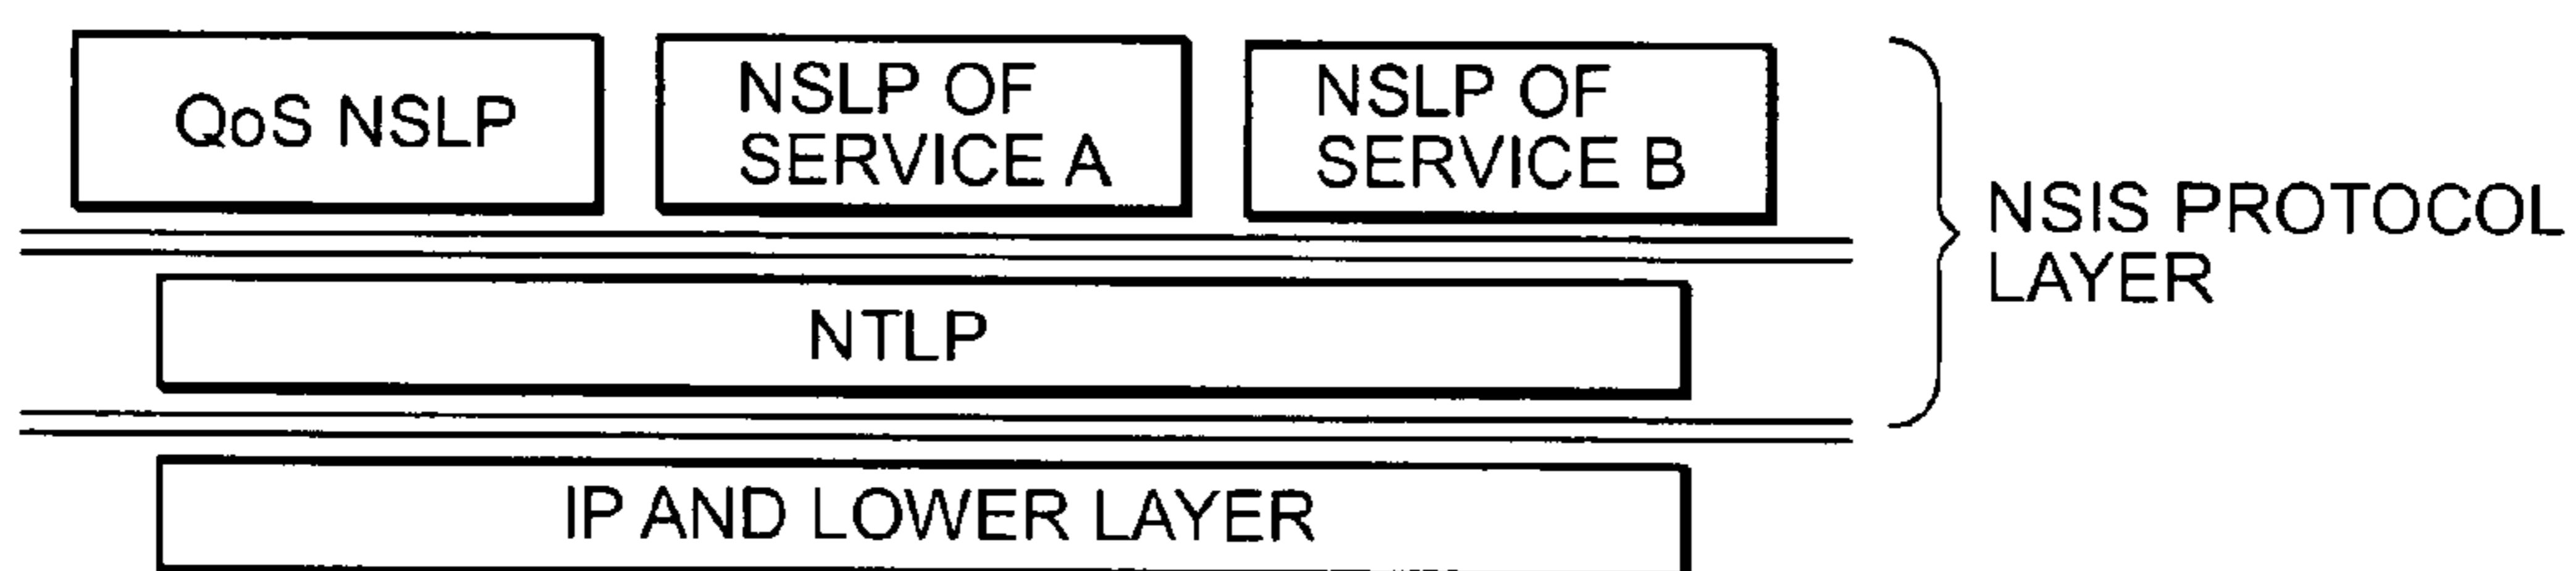 QoS NSLP
NSLP OF
SERVICE A
NSLP OF
SERVICE B
NSIS PROTOCOL
LAYER
NTLP
IP AND LOWER LAYER